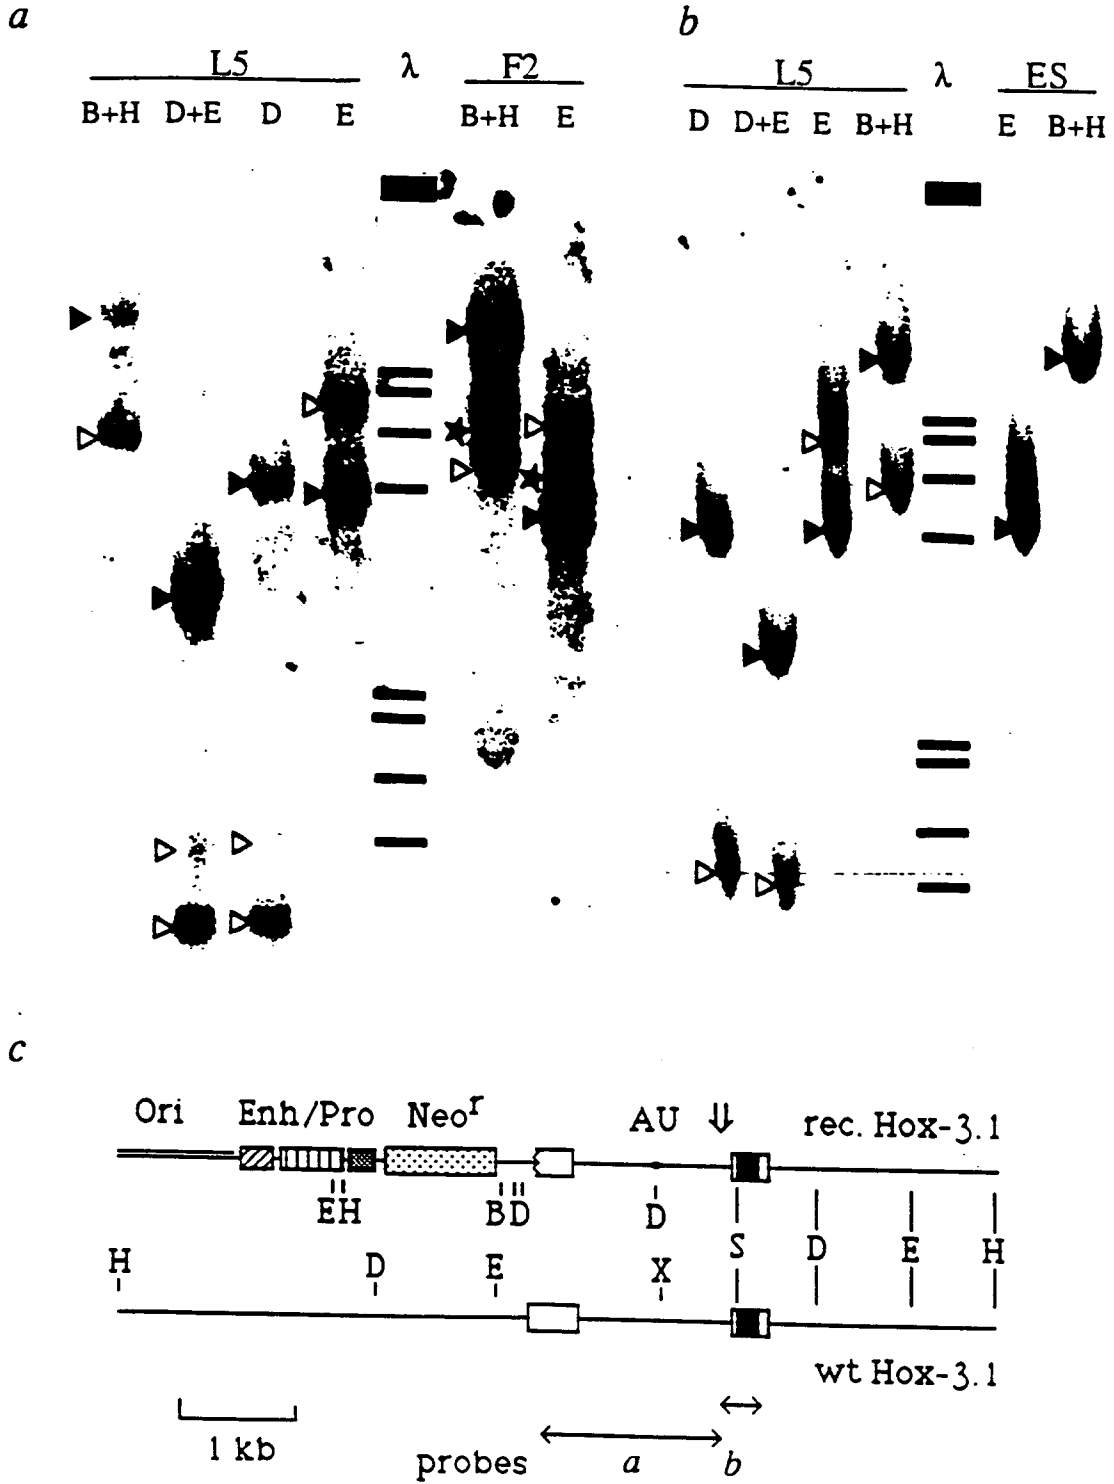 a
b
L5 λ F2
B+H D+E D E B+H E
L5 λ ES
D D+E E B+H E B+H
c
Ori Enh/Pro Neoʳ AU ⇓ rec. Hox-3.1
EH BD D
S D E H
H D E X
wt Hox-3.1
1 kb
probes a b